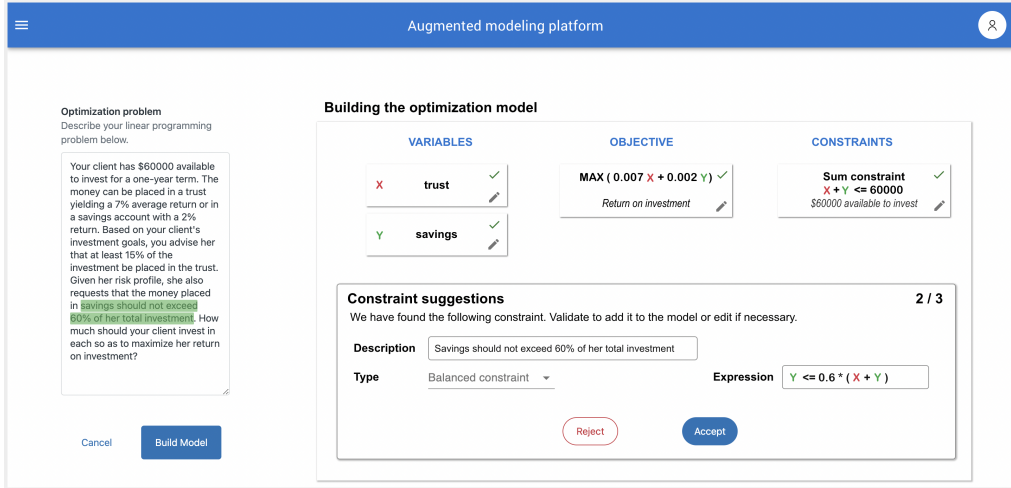 Augmented modeling platform
Optimization problem
Describe your linear programming
problem below.
Your client has $60000 available
to invest for a one-year term. The
money can be placed in a trust
yielding a 7% average return or in
a savings account with a 2%
return. Based on your client's
investment goals, you advise her
that at least 15% of the
investment be placed in the trust.
Given her risk profile, she also
requests that the money placed
in savings should not exceed
60% of her total investment. How
much should your client invest in
each so as to maximize her return
on investment?
Cancel
Build Model
Building the optimization model
VARIABLES
X trust
Y savings
OBJECTIVE
MAX ( 0.007 X + 0.002 Y )
Return on investment
CONSTRAINTS
Sum constraint
X + Y <= 60000
$60000 available to invest
Constraint suggestions
2 / 3
We have found the following constraint. Validate to add it to the model or edit if necessary.
Description Savings should not exceed 60% of her total investment
Type Balanced constraint
Expression Y <= 0.6 * ( X + Y )
Reject
Accept